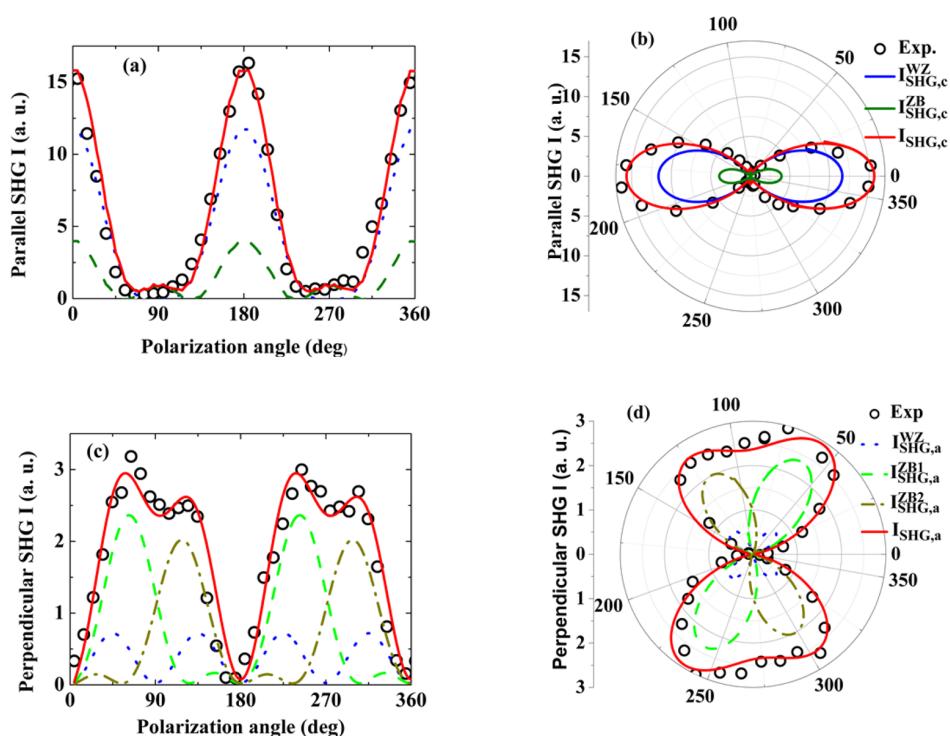 (a)
Parallel SHG I (a. u.)
15
10
5
0
0
90
180
270
360
Polarization angle (deg)
(b)
Parallel SHG I (a. u.)
15
10
5
0
5
10
15
100
50
150
0
200
350
250
300
Exp.
I^WZ_SHG,c
I^ZB_SHG,c
I_SHG,c
(c)
Perpendicular SHG I (a. u.)
3
2
1
0
0
90
180
270
360
Polarization angle (deg)
(d)
Perpendicular SHG I (a. u.)
3
2
1
0
1
2
3
100
50
150
0
200
350
250
300
Exp
I^WZ_SHG,a
I^ZB1_SHG,a
I^ZB2_SHG,a
I_SHG,a